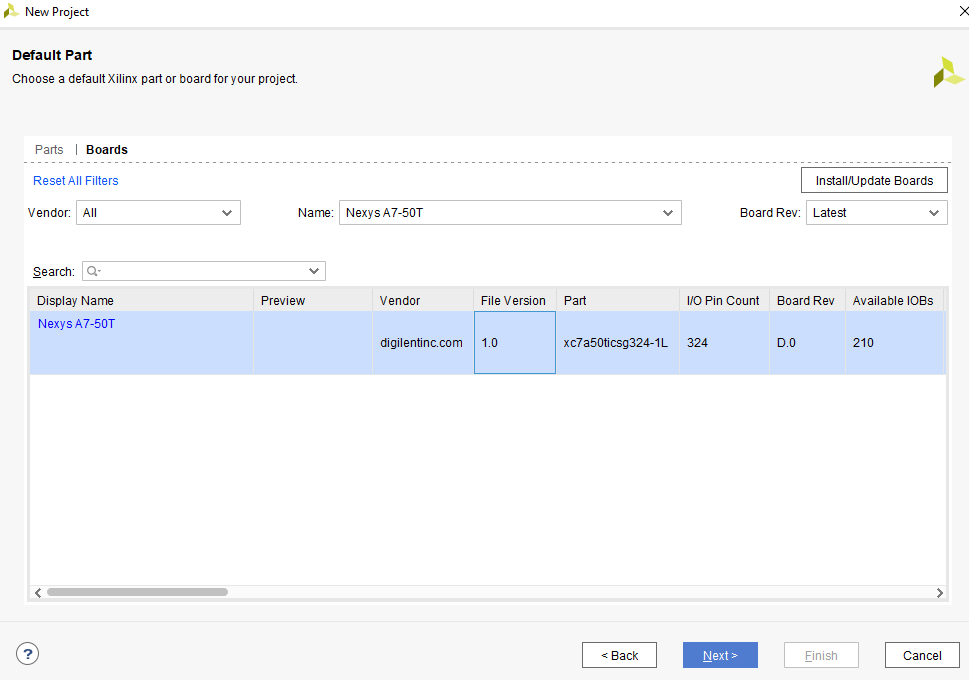 New Project
Default Part
Choose a default Xilinx part or board for your project.
Parts | Boards
Reset All Filters
Install/Update Boards
Vendor: All Name: Nexys A7-50T Board Rev: Latest
Search:
Display Name Preview Vendor File Version Part I/O Pin Count Board Rev Available IOBs
Nexys A7-50T
digilentinc.com 1.0 xc7a50ticsg324-1L 324 D.0 210
? < Back Next > Finish Cancel